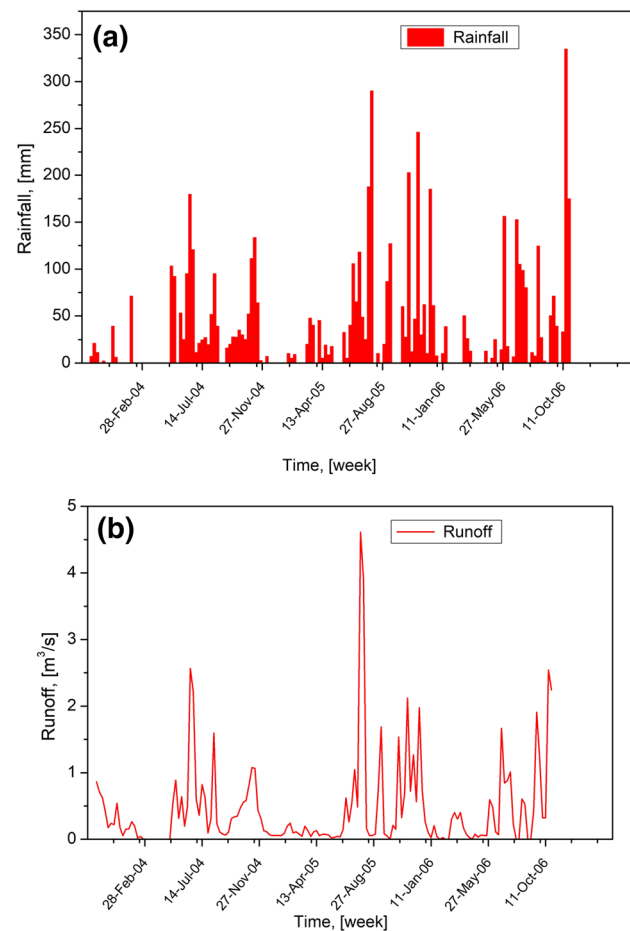 (a)
Rainfall
350
300
250
200
150
100
50
0
Rainfall, [mm]
28-Feb-04
14-Jul-04
27-Nov-04
13-Apr-05
27-Aug-05
11-Jan-06
27-May-06
11-Oct-06
Time, [week]
(b)
Runoff
5
4
3
2
1
0
Runoff, [m³/s]
28-Feb-04
14-Jul-04
27-Nov-04
13-Apr-05
27-Aug-05
11-Jan-06
27-May-06
11-Oct-06
Time, [week]